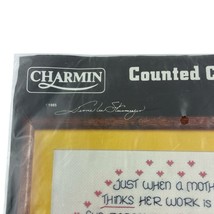 CHARMIN
Counted C
JUST WHEN A MOTH
THINKS HER WORK IS